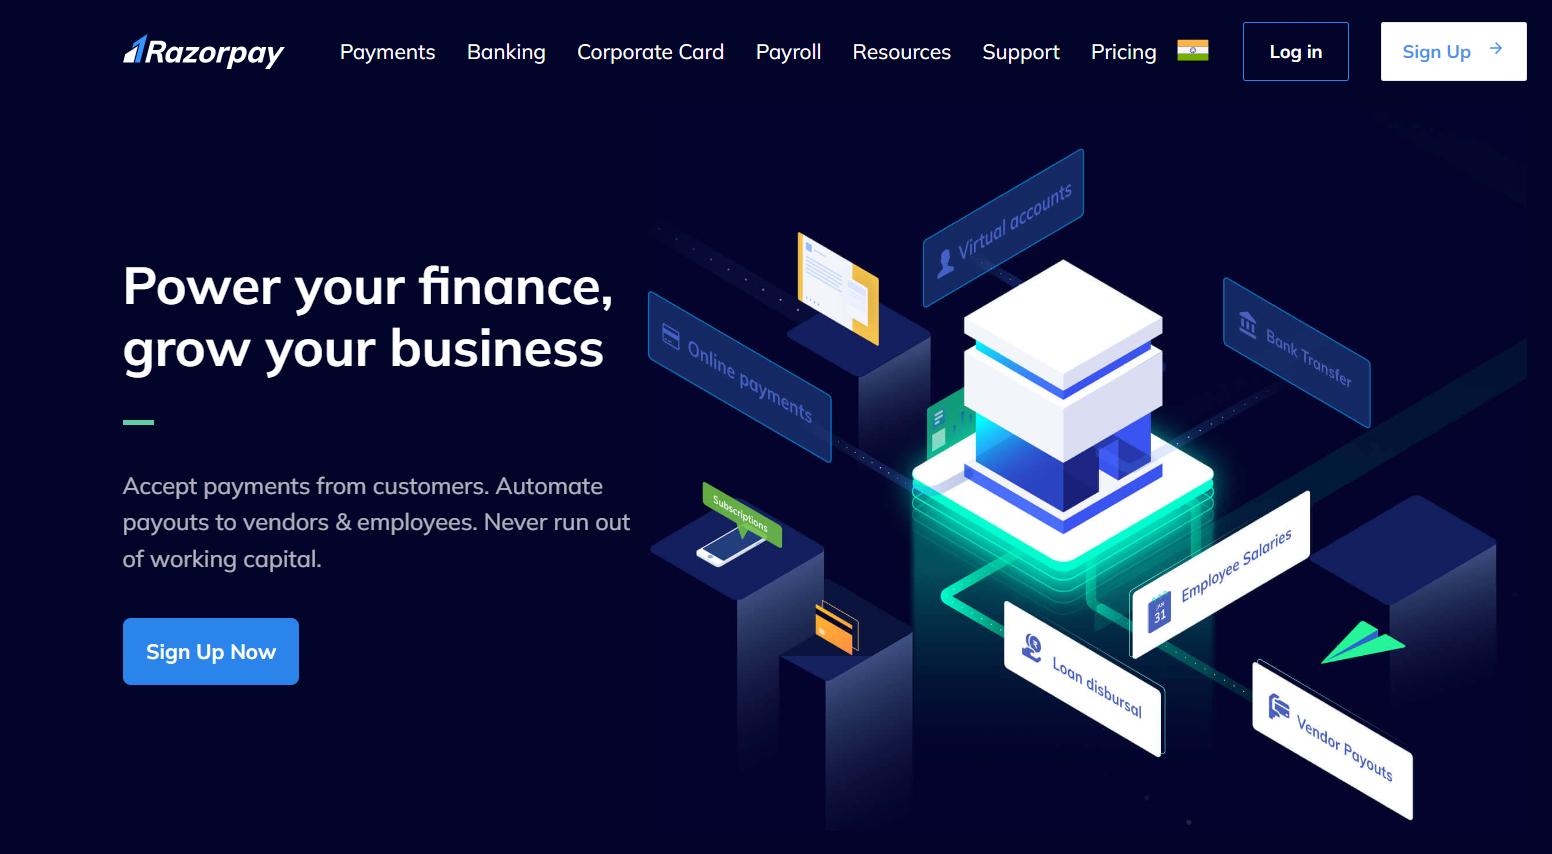 Razorpay
Payments
Banking
Corporate Card
Payroll
Resources
Support
Pricing
Log in
Sign Up
Power your finance,
grow your business
Accept payments from customers. Automate
payouts to vendors & employees. Never run out
of working capital.
Sign Up Now
Virtual accounts
Online payments
Bank Transfer
Subscriptions
Employee Salaries
JAN
31
Loan disbursal
Vendor Payouts